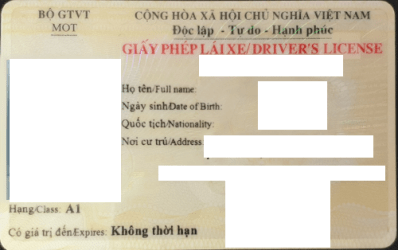 BỘ GTVT
MOT
CỘNG HÒA XÃ HỘI CHỦ NGHĨA VIỆT NAM
Độc lập - Tự do - Hạnh phúc
GIẤY PHÉP LÁI XE/ DRIVER'S LICENSE
Họ tên/Full name:
Ngày sinh/Date of Birth:
Quốc tịch/Nationality:
Nơi cư trú/Address:
Hạng/Class: A1
Có giá trị đến/Expires: Không thời hạn